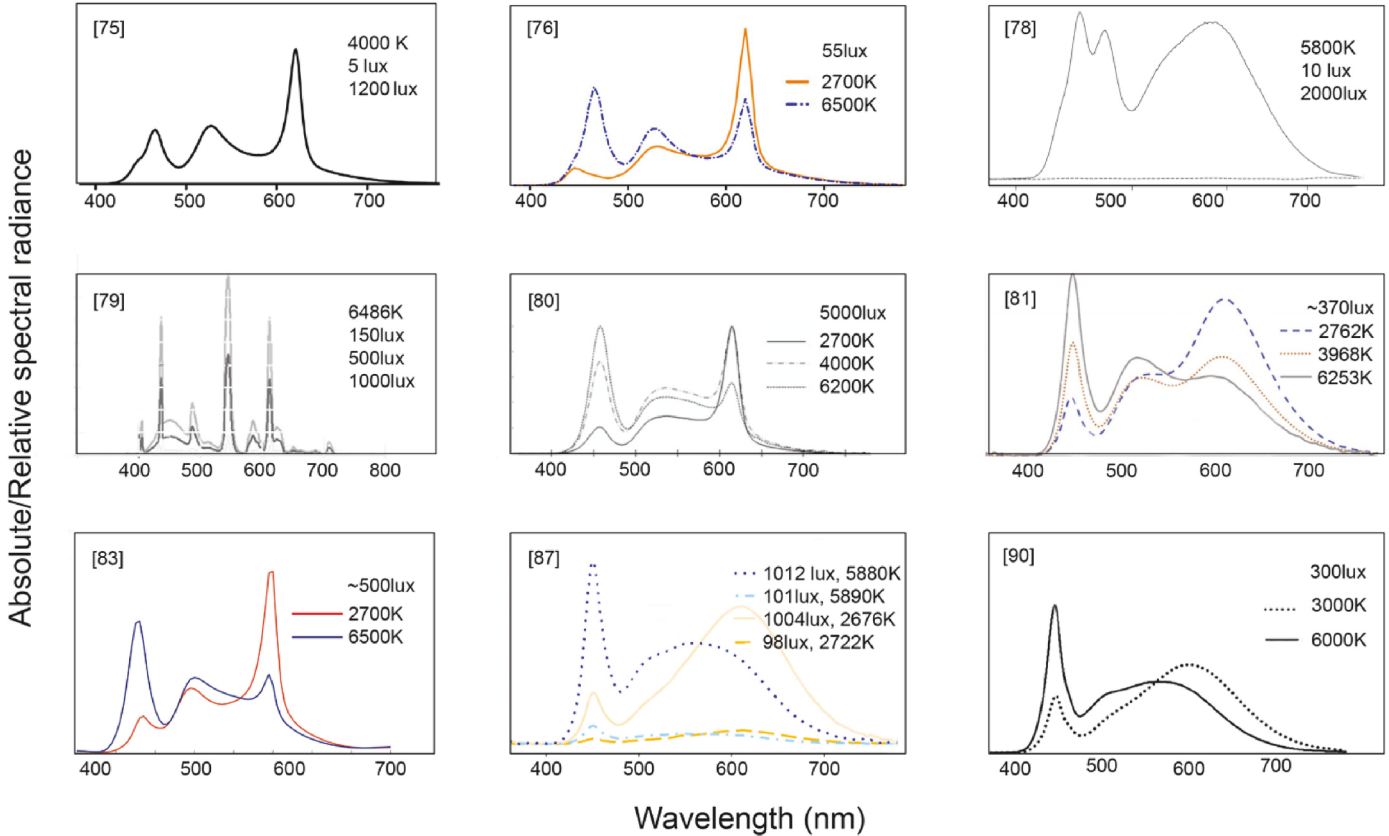 Absolute/Relative spectral radiance
[75]
4000 K
5 lux
1200 lux
400 500 600 700
[76]
55lux
2700K
6500K
400 500 600 700
[78]
5800K
10 lux
2000lux
400 500 600 700
[79]
6486K
150lux
500lux
1000lux
400 500 600 700 800
[80]
5000lux
2700K
4000K
6200K
400 500 600 700
[81]
~370lux
2762K
3968K
6253K
400 500 600 700
[83]
~500lux
2700K
6500K
400 500 600 700
[87]
1012 lux, 5880K
101lux, 5890K
1004lux, 2676K
98lux, 2722K
400 500 600 700
[90]
300lux
3000K
6000K
400 500 600 700
Wavelength (nm)